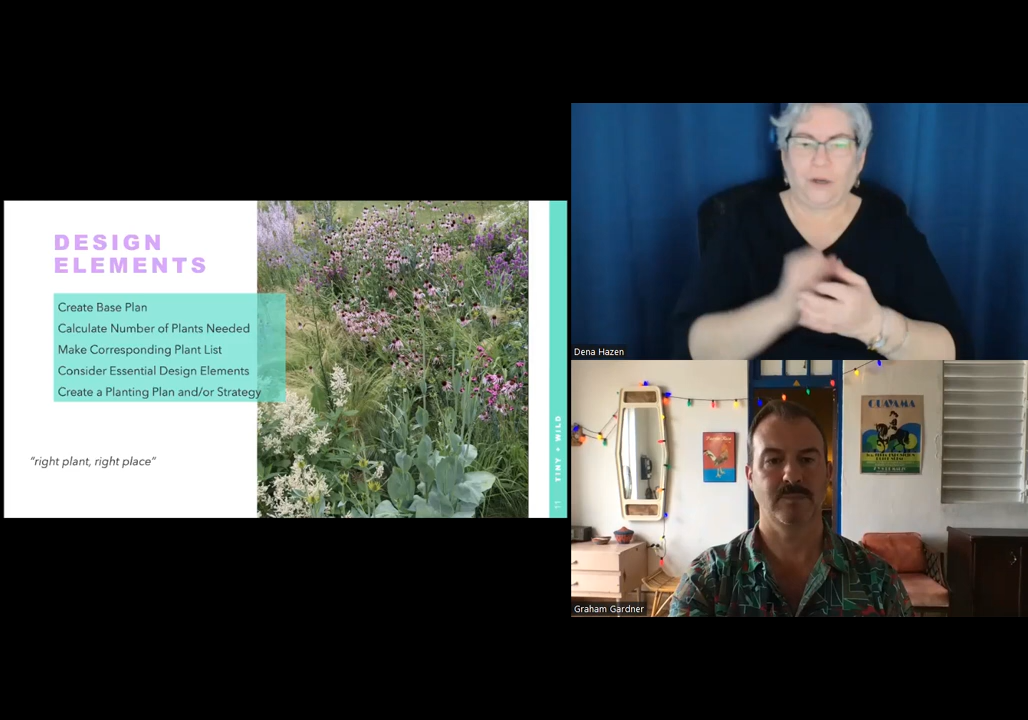 DESIGN
ELEMENTS
Create Base Plan
Calculate Number of Plants Needed
Make Corresponding Plant List
Consider Essential Design Elements
Create a Planting Plan and/or Strategy
"right plant, right place"
11 TINY + WILD
Dena Hazen
GUAYAMA
Graham Gardner